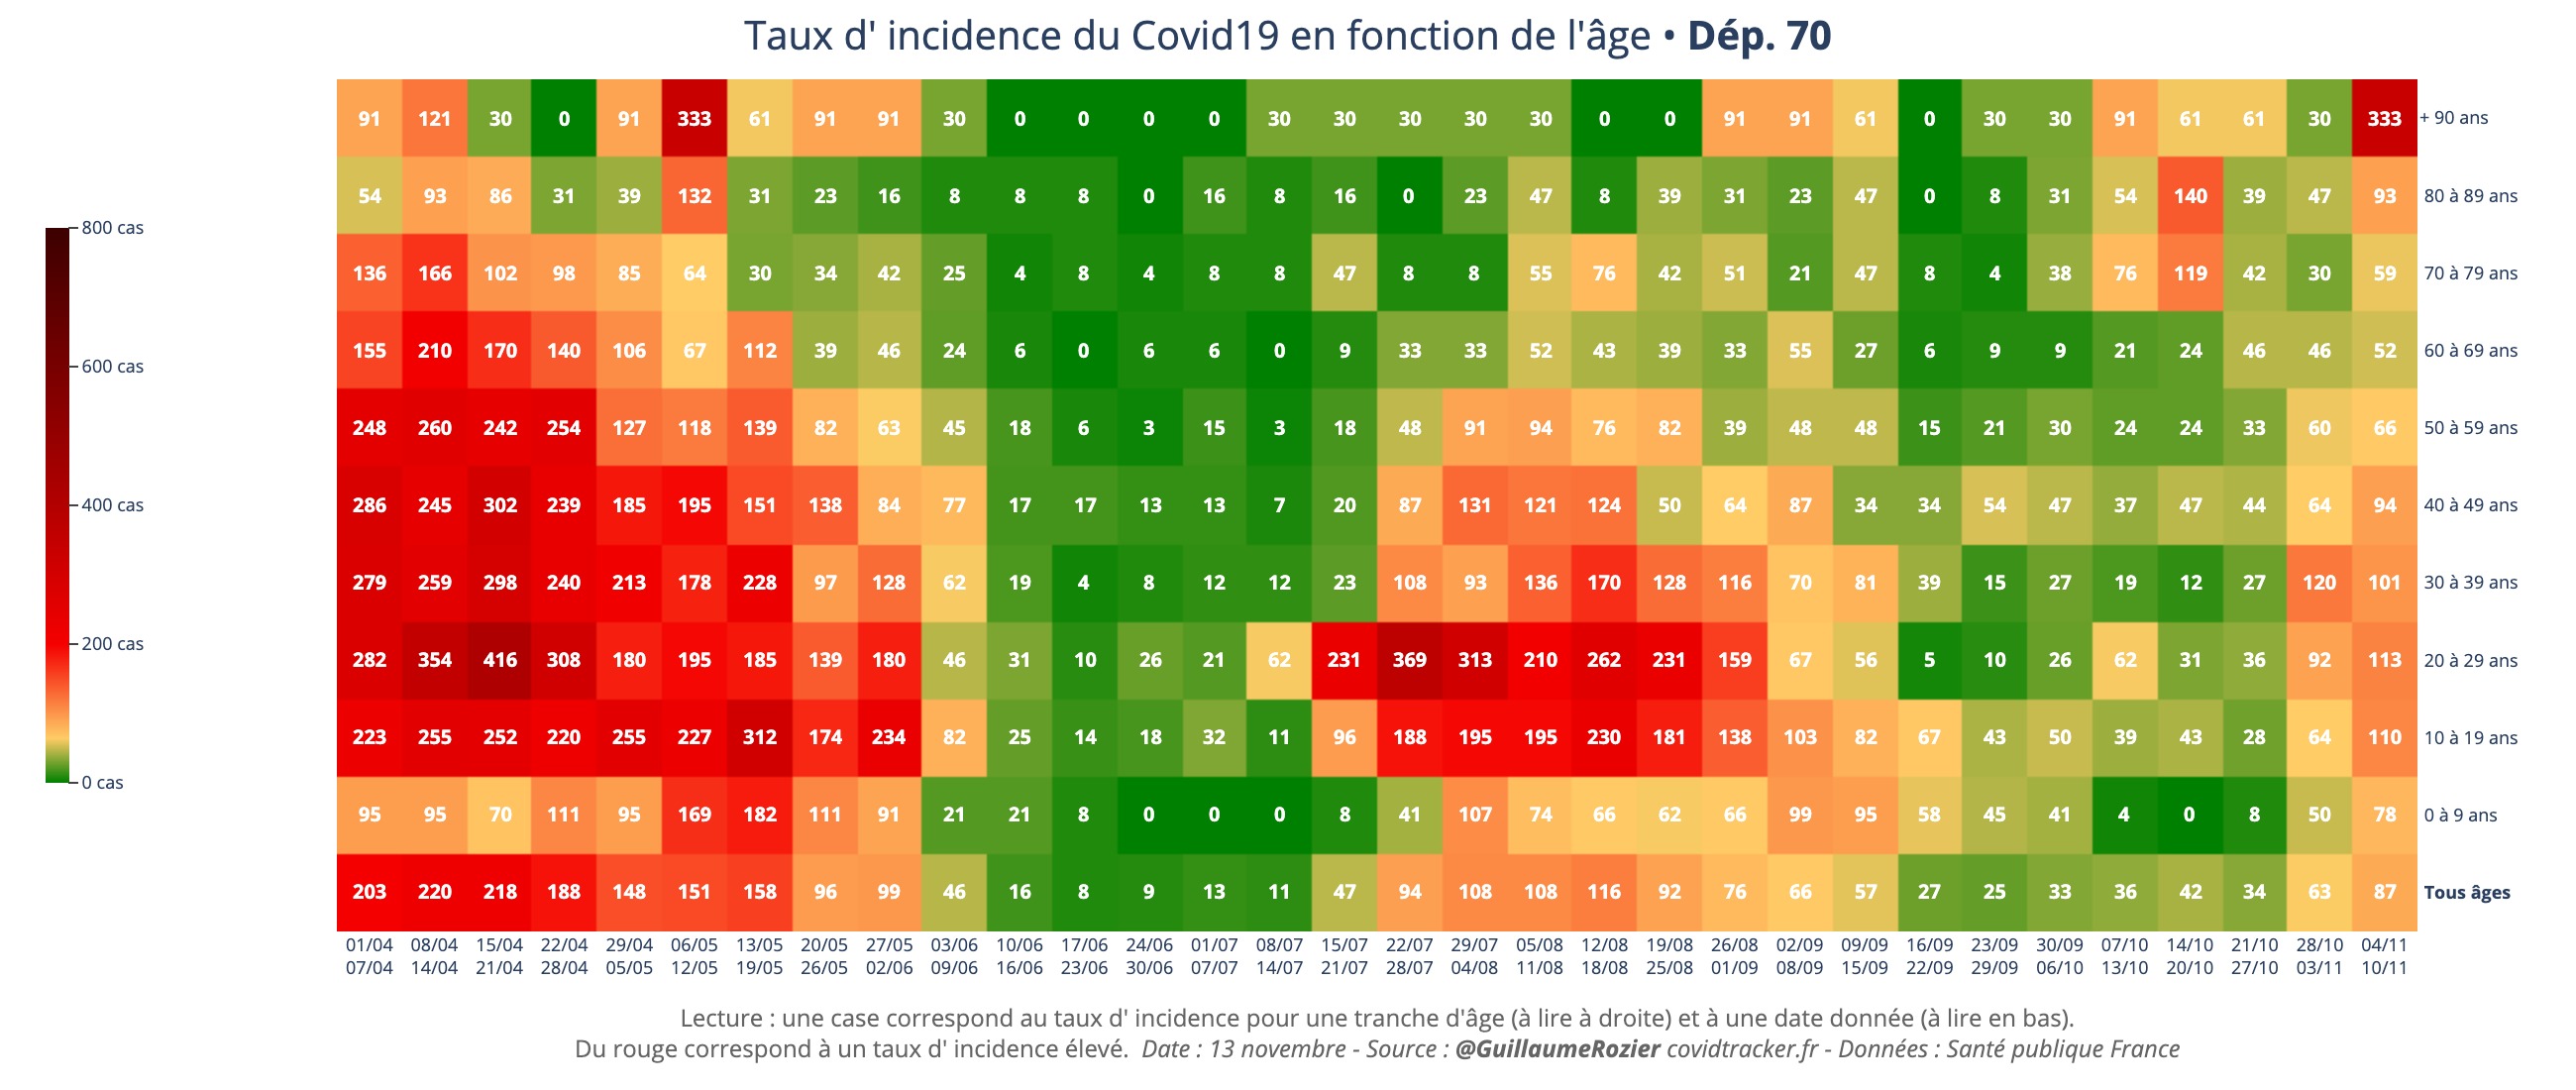 Taux d' incidence du Covid19 en fonction de l'âge • Dép. 70
800 cas
600 cas
400 cas
200 cas
0 cas
91 121 30 0 91 333 61 91 91 30 0 0 0 0 30 30 30 30 30 0 0 91 91 61 0 30 30 91 61 61 30 333 + 90 ans
54 93 86 31 39 132 31 23 16 8 8 8 0 16 8 16 0 23 47 8 39 31 23 47 0 8 31 54 140 39 47 93 80 à 89 ans
136 166 102 98 85 64 30 34 42 25 4 8 4 8 8 47 8 8 55 76 42 51 21 47 8 4 38 76 119 42 30 59 70 à 79 ans
155 210 170 140 106 67 112 39 46 24 6 0 6 6 0 9 33 33 52 43 39 33 55 27 6 9 9 21 24 46 46 52 60 à 69 ans
248 260 242 254 127 118 139 82 63 45 18 6 3 15 3 18 48 91 94 76 82 39 48 48 15 21 30 24 24 33 60 66 50 à 59 ans
286 245 302 239 185 195 151 138 84 77 17 17 13 13 7 20 87 131 121 124 50 64 87 34 34 54 47 37 47 44 64 94 40 à 49 ans
279 259 298 240 213 178 228 97 128 62 19 4 8 12 12 23 108 93 136 170 128 116 70 81 39 15 27 19 12 27 120 101 30 à 39 ans
282 354 416 308 180 195 185 139 180 46 31 10 26 21 62 231 369 313 210 262 231 159 67 56 5 10 26 62 31 36 92 113 20 à 29 ans
223 255 252 220 255 227 312 174 234 82 25 14 18 32 11 96 188 195 195 230 181 138 103 82 67 43 50 39 43 28 64 110 10 à 19 ans
95 95 70 111 95 169 182 111 91 21 21 8 0 0 0 8 41 107 74 66 62 66 99 95 58 45 41 4 0 8 50 78 0 à 9 ans
203 220 218 188 148 151 158 96 99 46 16 8 9 13 11 47 94 108 108 116 92 76 66 57 27 25 33 36 42 34 63 87 Tous âges
01/04 08/04 15/04 22/04 29/04 06/05 13/05 20/05 27/05 03/06 10/06 17/06 24/06 01/07 08/07 15/07 22/07 29/07 05/08 12/08 19/08 26/08 02/09 09/09 16/09 23/09 30/09 07/10 14/10 21/10 28/10 04/11
07/04 14/04 21/04 28/04 05/05 12/05 19/05 26/05 02/06 09/06 16/06 23/06 30/06 07/07 14/07 21/07 28/07 04/08 11/08 18/08 25/08 01/09 08/09 15/09 22/09 29/09 06/10 13/10 20/10 27/10 03/11 10/11
Lecture : une case correspond au taux d' incidence pour une tranche d'âge (à lire à droite) et à une date donnée (à lire en bas).
Du rouge correspond à un taux d' incidence élevé. Date : 13 novembre - Source : @GuillaumeRozier covidtracker.fr - Données : Santé publique France